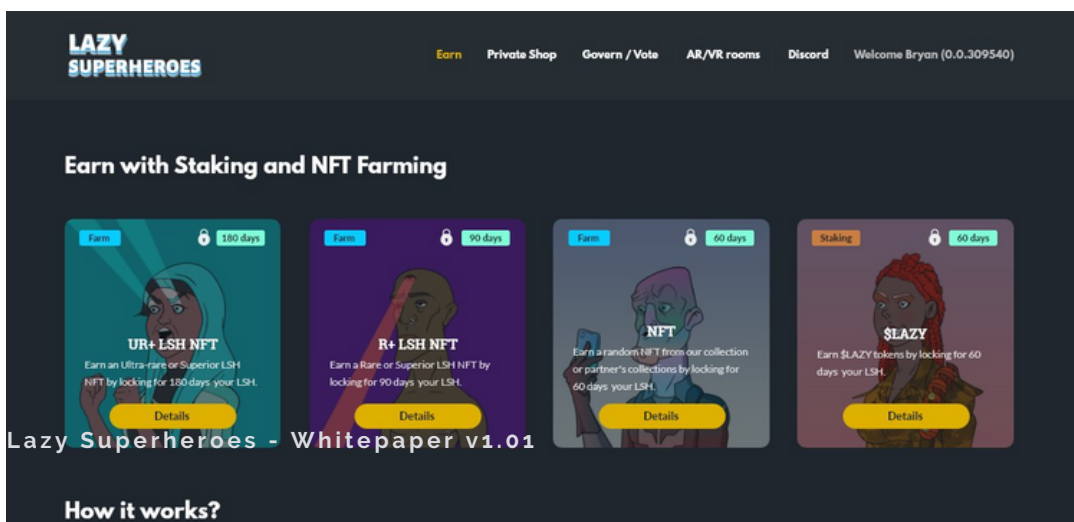 LAZY
SUPERHEROES
Earn Private Shop Govern / Vote AR/VR rooms Discord Welcome Bryan (0.0.309540)
Earn with Staking and NFT Farming
Farm 180 days
UR+ LSH NFT
Earn an Ultra-rare or Superior LSH
NFT by locking for 180 days your LSH.
Details
Farm 90 days
R+ LSH NFT
Earn a Rare or Superior LSH NFT by
locking for 90 days your LSH.
Details
Farm 60 days
NFT
Earn a random NFT from our collection
or partner's collections by locking for
60 days your LSH.
Details
Staking 60 days
$LAZY
Earn $LAZY tokens by locking for 60
days your LSH.
Details
Lazy Superheroes - Whitepaper v1.01
How it works?